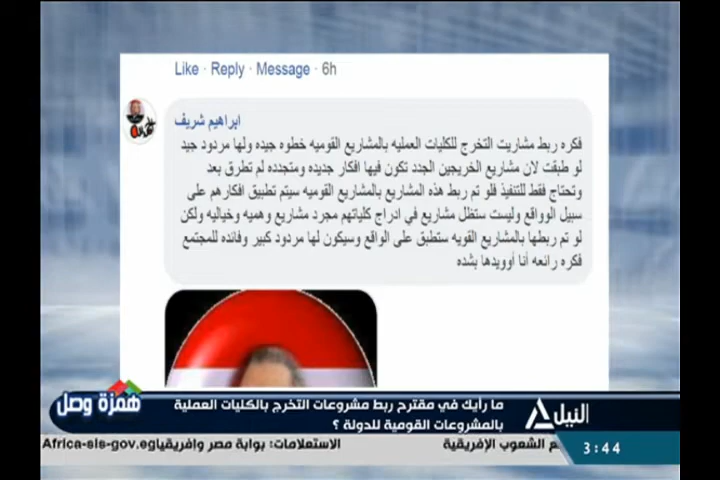 Like · Reply · Message · 6h
ابراهيم شريف
فكره ربط مشاريت التخرج للكليات العمليه بالمشاريع القوميه خطوه جيده ولها مردود جيد
لو طبقت لان مشاريع الخريجين الجدد تكون فيها افكار جديده ومتجدده لم تطرق بعد
وتحتاج فقط للتنفيذ فلو تم ربط هذه المشاريع بالمشاريع القوميه سيتم تطبيق افكارهم على
سبيل الوواقع وليست ستظل مشاريع في ادراج كلياتهم مجرد مشاريع وهميه وخياليه ولكن
لو تم ربطها بالمشاريع القويه ستطبق على الواقع وسيكون لها مردود كبير وفائده للمجتمع
فكره رائعه أنا أوويدها بشده
همزة وصل
ما رأيك في مقترح ربط مشروعات التخرج بالكليات العملية
بالمشروعات القومية للدولة ؟
النيل
ع الشعوب الإفريقية
الاستعلامات: بوابة مصر وإفريقيا Africa-sis-gov.eg
3:44